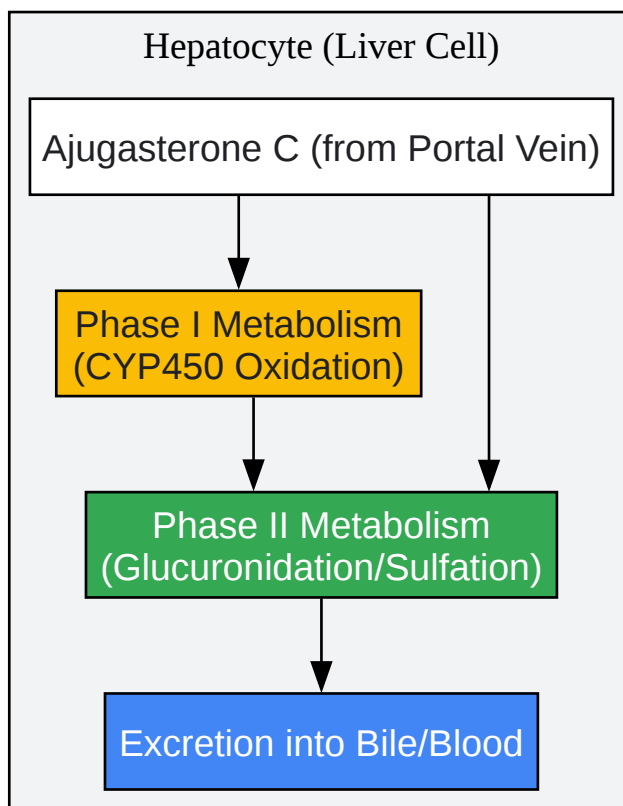 Hepatocyte (Liver Cell)
Ajugasterone C (from Portal Vein)
Phase I Metabolism
(CYP450 Oxidation)
Phase II Metabolism
(Glucuronidation/Sulfation)
Excretion into Bile/Blood